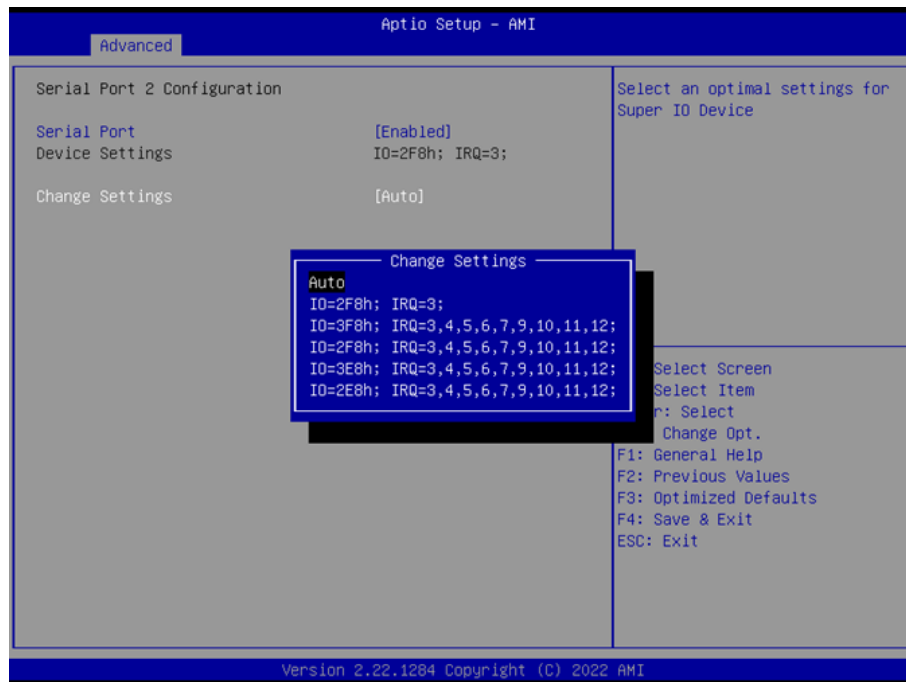 Aptio Setup – AMI
Advanced
Serial Port 2 Configuration
Serial Port [Enabled]
Device Settings IO=2F8h; IRQ=3;
Change Settings [Auto]
Select an optimal settings for
Super IO Device
Change Settings
Auto
IO=2F8h; IRQ=3;
IO=3F8h; IRQ=3,4,5,6,7,9,10,11,12;
IO=2F8h; IRQ=3,4,5,6,7,9,10,11,12;
IO=3E8h; IRQ=3,4,5,6,7,9,10,11,12;
IO=2E8h; IRQ=3,4,5,6,7,9,10,11,12;
Select Screen
Select Item
r: Select
Change Opt.
F1: General Help
F2: Previous Values
F3: Optimized Defaults
F4: Save & Exit
ESC: Exit
Version 2.22.1284 Copyright (C) 2022 AMI